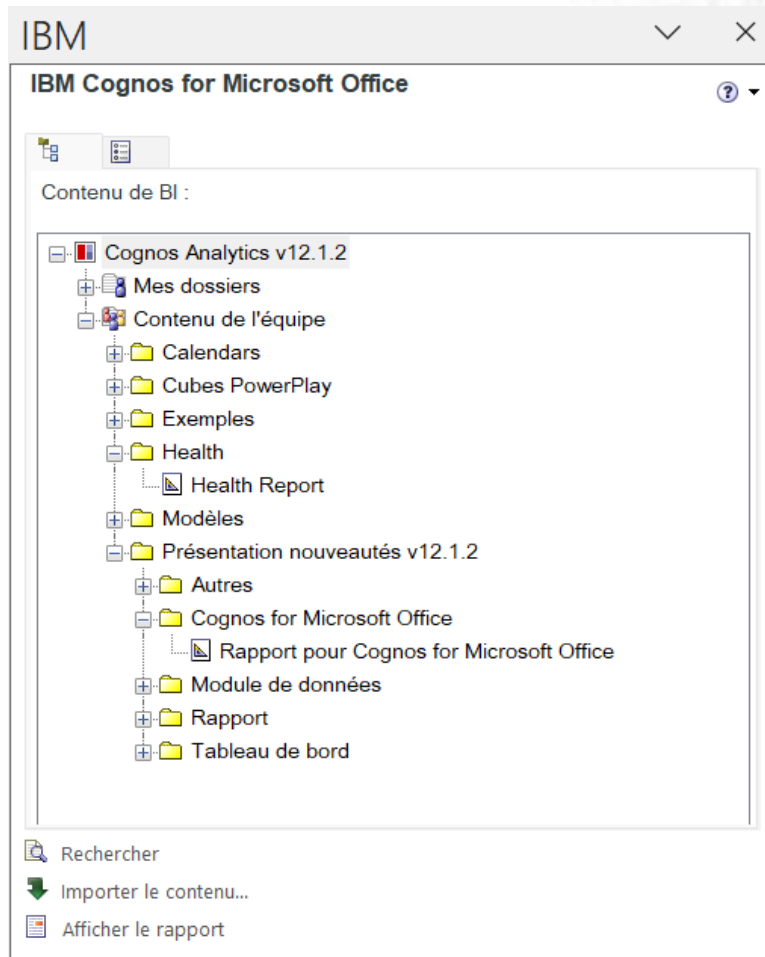 IBM
IBM Cognos for Microsoft Office
Contenu de BI :
Cognos Analytics v12.1.2
Mes dossiers
Contenu de l'équipe
Calendars
Cubes PowerPlay
Exemples
Health
Health Report
Modèles
Présentation nouveautés v12.1.2
Autres
Cognos for Microsoft Office
Rapport pour Cognos for Microsoft Office
Module de données
Rapport
Tableau de bord
Rechercher
Importer le contenu...
Afficher le rapport